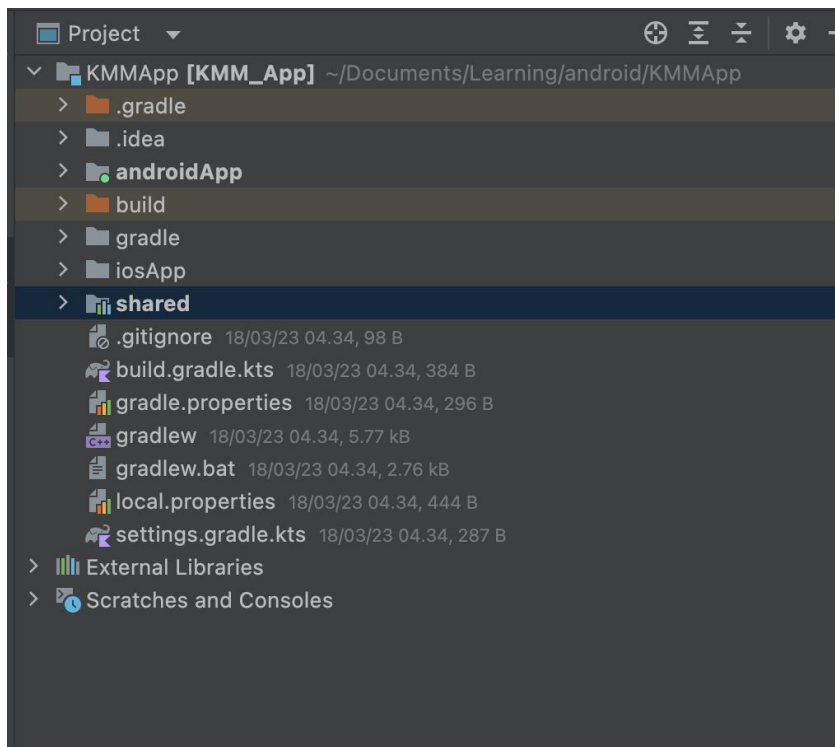 Project
KMMApp [KMM_App] ~/Documents/Learning/android/KMMApp
.gradle
.idea
androidApp
build
gradle
iosApp
shared
.gitignore 18/03/23 04.34, 98 B
build.gradle.kts 18/03/23 04.34, 384 B
gradle.properties 18/03/23 04.34, 296 B
C++ gradlew 18/03/23 04.34, 5.77 kB
gradlew.bat 18/03/23 04.34, 2.76 kB
local.properties 18/03/23 04.34, 444 B
settings.gradle.kts 18/03/23 04.34, 287 B
External Libraries
Scratches and Consoles